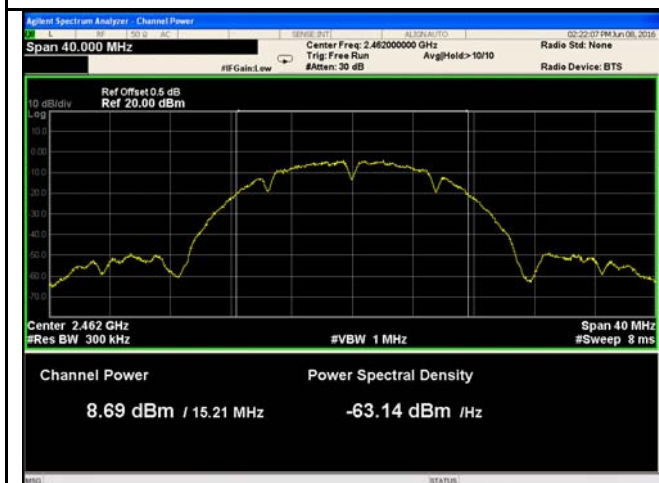 Agilent Spectrum Analyzer - Channel Power
L RF 50 Ω AC SENSE:INT ALIGNAUTO 02:22:07 PM Jun 08, 2016
Span 40.000 MHz Center Freq: 2.462000000 GHz Radio Std: None
Trig: Free Run Avg|Hold:>10/10
#IFGain:Low #Atten: 30 dB Radio Device: BTS
Ref Offset 0.5 dB
10 dB/div Ref 20.00 dBm
Log
10.0
0.00
-10.0
-20.0
-30.0
-40.0
-50.0
-60.0
-70.0
Center 2.462 GHz Span 40 MHz
#Res BW 300 kHz #VBW 1 MHz #Sweep 8 ms
Channel Power Power Spectral Density
8.69 dBm / 15.21 MHz -63.14 dBm /Hz
MSG STATUS